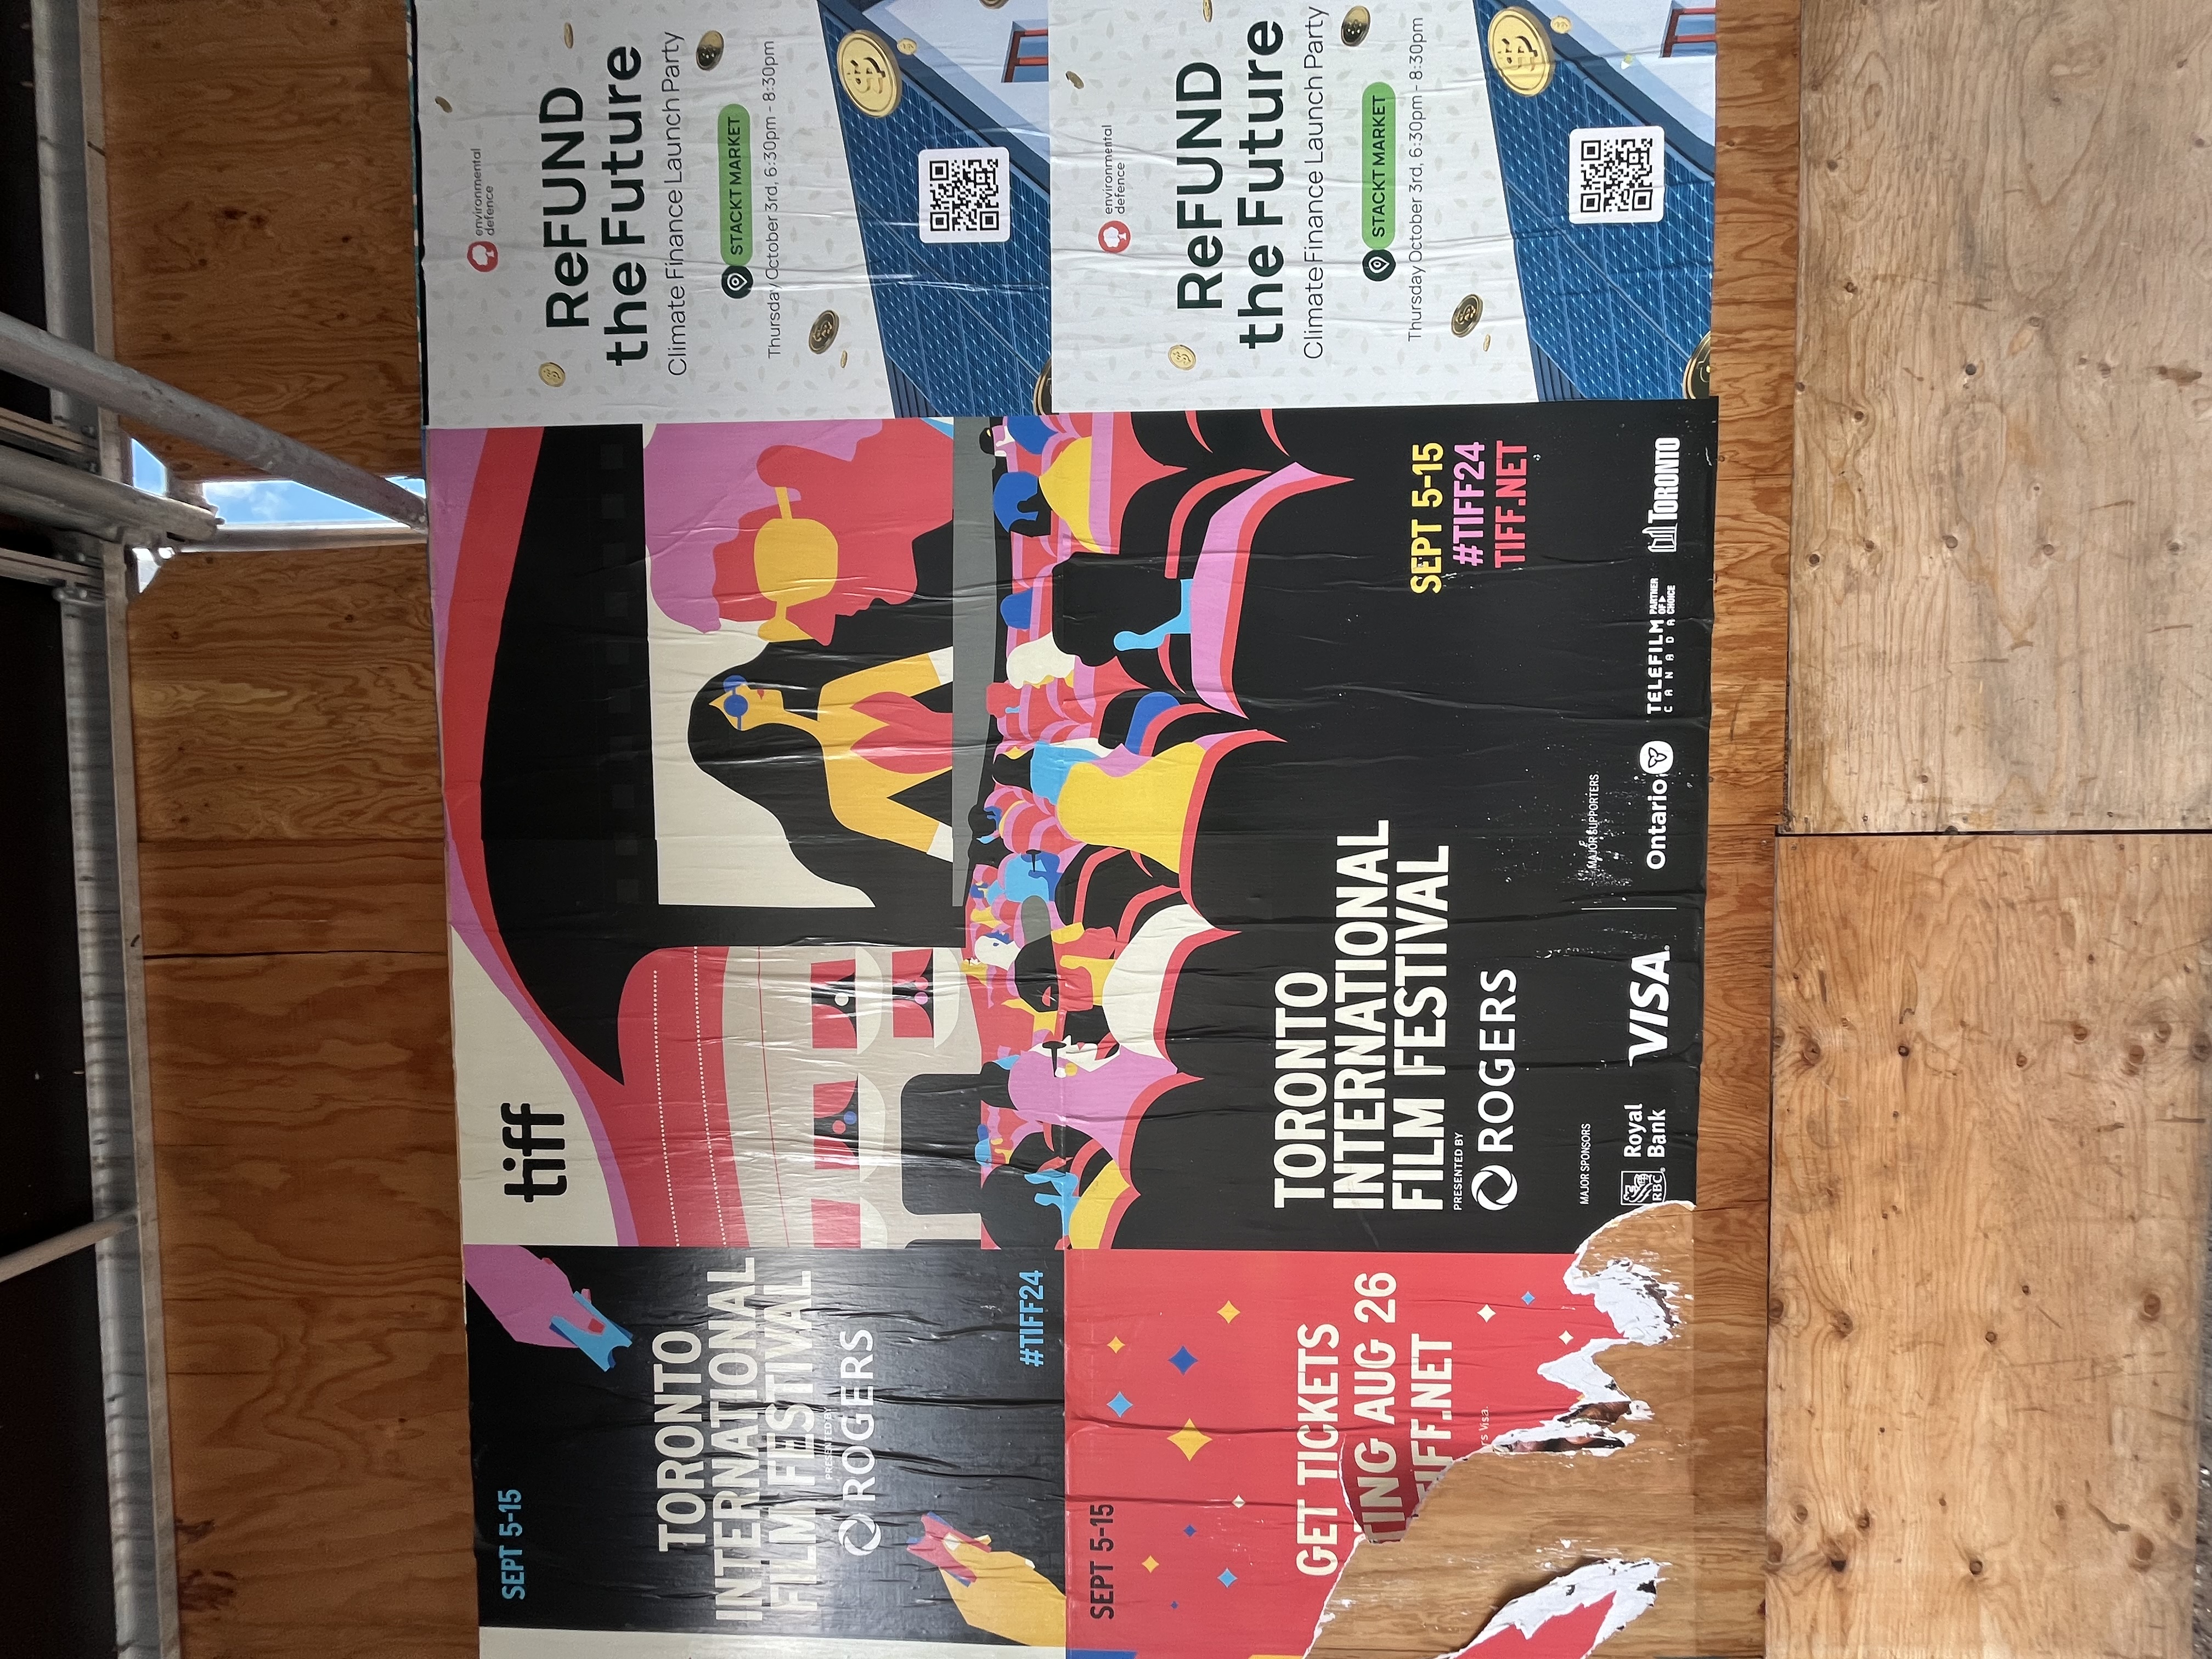 SEPT 5-15
TORONTO
INTERNATIONAL
FILM FESTIVAL
PRESENTED BY
ROGERS
#TIFF24
SEPT 5-15
GET TICKETS
TING AUG 26
TIFF.NET
rs Visa.
tiff
TORONTO
INTERNATIONAL
FILM FESTIVAL
PRESENTED BY
ROGERS
SEPT 5-15
#TIFF24
TIFF.NET
MAJOR SPONSORS
RBC
Royal
Bank
VISA
MAJOR SUPPORTERS
Ontario
TELEFILM
CANADA
PARTNER
OF
CHOICE
TORONTO
environmental
defence
ReFUND
the Future
Climate Finance Launch Party
STACKT MARKET
Thursday October 3rd, 6:30pm - 8:30pm
environmental
defence
ReFUND
the Future
Climate Finance Launch Party
STACKT MARKET
Thursday October 3rd, 6:30pm - 8:30pm